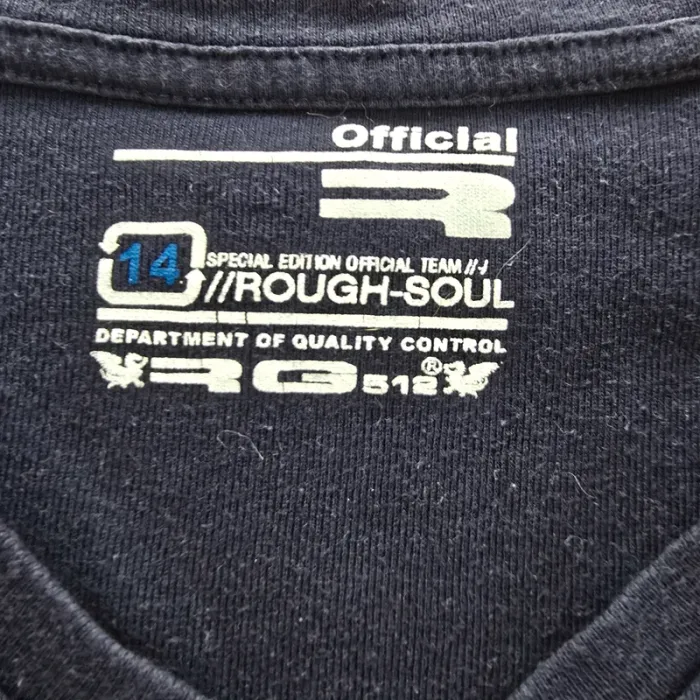 Official
R
14
SPECIAL EDITION OFFICIAL TEAM //-/
//ROUGH-SOUL
DEPARTMENT OF QUALITY CONTROL
RG512®